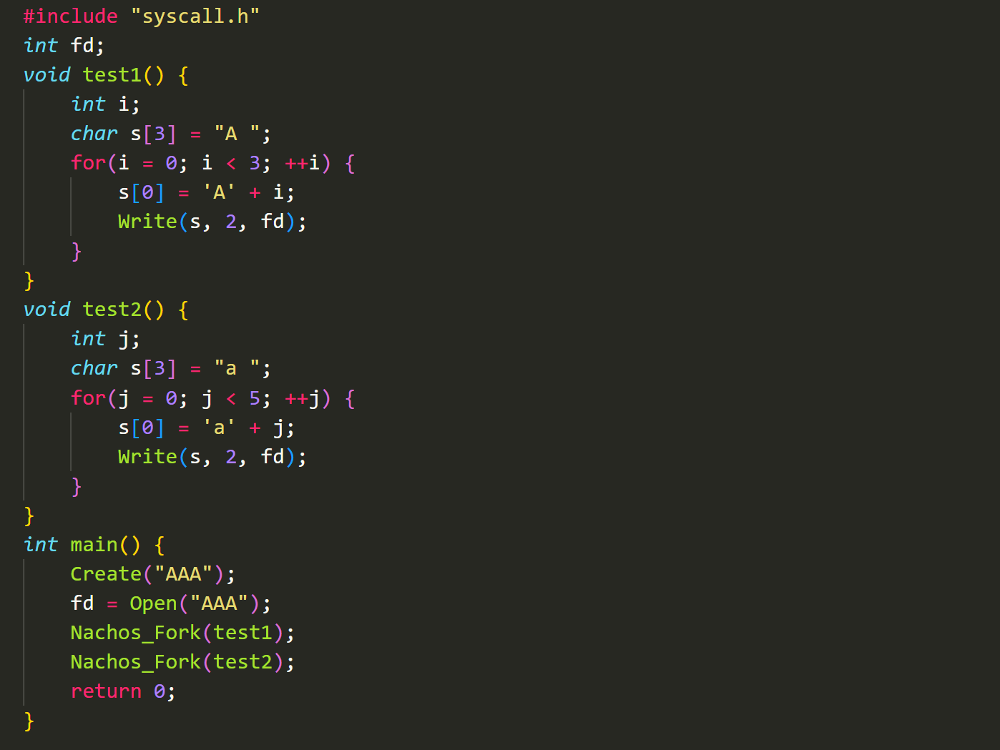 #include "syscall.h"
int fd;
void test1() {
    int i;
    char s[3] = "A ";
    for(i = 0; i < 3; ++i) {
        s[0] = 'A' + i;
        Write(s, 2, fd);
    }
}
void test2() {
    int j;
    char s[3] = "a ";
    for(j = 0; j < 5; ++j) {
        s[0] = 'a' + j;
        Write(s, 2, fd);
    }
}
int main() {
    Create("AAA");
    fd = Open("AAA");
    Nachos_Fork(test1);
    Nachos_Fork(test2);
    return 0;
}